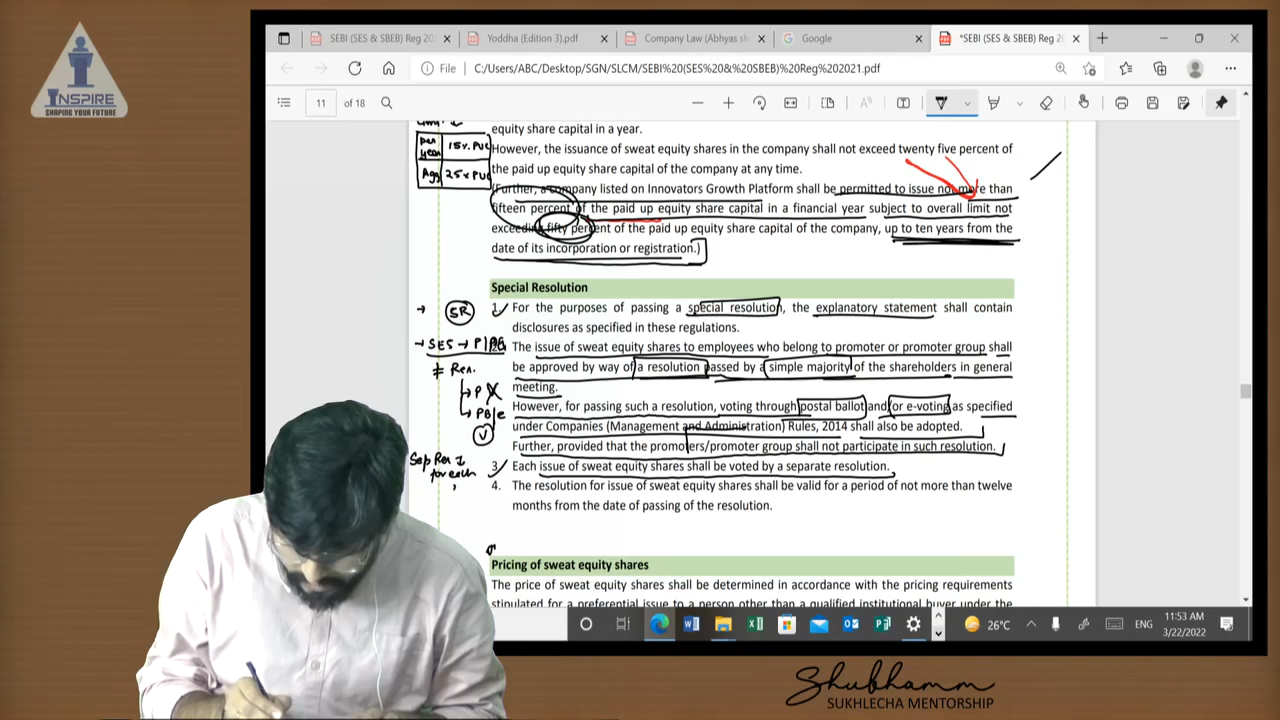 INSPIRE
SHAPING YOUR FUTURE
SEBI (SES & SBEB) Reg 202
Yoddha (Edition 3).pdf
Company Law (Abhyas sh
Google
*SEBI (SES & SBEB) Reg 20
File
C:/Users/ABC/Desktop/SGN/SLCM/SEBI%20(SES%20&%20SBEB)%20Reg%202021.pdf
11 of 18
equity share capital in a year.
Per year 15% PUC
However, the issuance of sweat equity shares in the company shall not exceed twenty five percent of
the paid up equity share capital of the company at any time.
Agg 25% PUC
(Further, a company listed on Innovators Growth Platform shall be permitted to issue not more than
fifteen percent of the paid up equity share capital in a financial year subject to overall limit not
exceeding fifty percent of the paid up equity share capital of the company, up to ten years from the
date of its incorporation or registration.)
Special Resolution
→ SR
1. For the purposes of passing a special resolution, the explanatory statement shall contain
disclosures as specified in these regulations.
→ SES → P/PG
The issue of sweat equity shares to employees who belong to promoter or promoter group shall
be approved by way of a resolution passed by a simple majority of the shareholders in general
meeting.
However, for passing such a resolution, voting through postal ballot and/or e-voting as specified
under Companies (Management and Administration) Rules, 2014 shall also be adopted.
Further, provided that the promoters/promoter group shall not participate in such resolution.
Sep Res
for each
3. Each issue of sweat equity shares shall be voted by a separate resolution.
4. The resolution for issue of sweat equity shares shall be valid for a period of not more than twelve
months from the date of passing of the resolution.
Pricing of sweat equity shares
The price of sweat equity shares shall be determined in accordance with the pricing requirements
stipulated for a preferential issue to a person other than a qualified institutional buyer under the
26°C
ENG
11:53 AM
3/22/2022
Shubhamm
SUKHLECHA MENTORSHIP